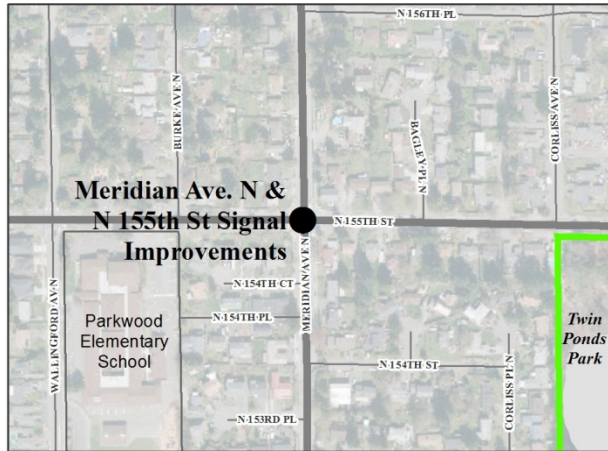 N 156TH PL
BURKE AVE N
CORLISS AVE N
BAGLEY PL N
Meridian Ave. N &
N 155th St Signal
Improvements
N 155TH ST
MERIDIAN AVE N
WALLINGFORD AV N
Parkwood
Elementary
School
N 154TH CT
N 154TH PL
N 154TH ST
CORLISS PL N
N 153RD PL
Twin
Ponds
Park